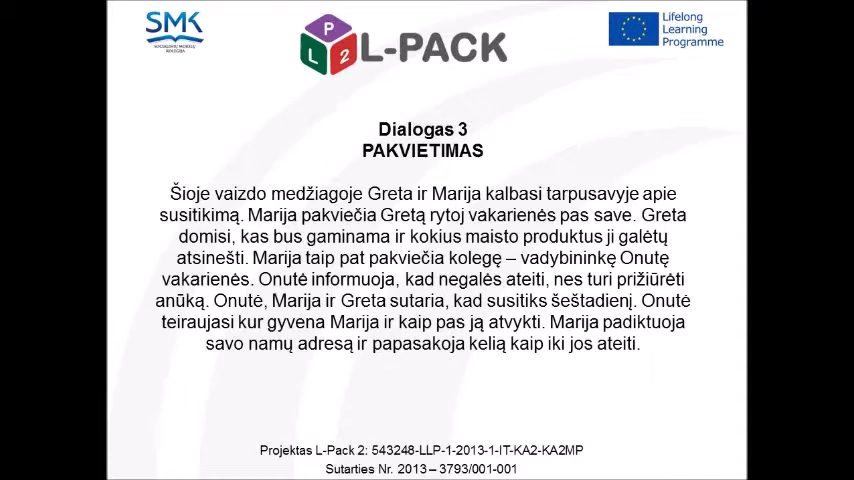 SMK
SOCIALINIŲ MOKSLŲ
KOLEGIJA
P
L
2
L-PACK
Lifelong
Learning
Programme
Dialogas 3
PAKVIETIMAS
Šioje vaizdo medžiagoje Greta ir Marija kalbasi tarpusavyje apie
susitikimą. Marija pakviečia Gretą rytoj vakarienės pas save. Greta
domisi, kas bus gaminama ir kokius maisto produktus ji galėtų
atsinešti. Marija taip pat pakviečia kolegę – vadybininkę Onutę
vakarienės. Onutė informuoja, kad negalės ateiti, nes turi prižiūrėti
anūką. Onutė, Marija ir Greta sutaria, kad susitiks šeštadienį. Onutė
teiraujasi kur gyvena Marija ir kaip pas ją atvykti. Marija padiktuoja
savo namų adresą ir papasakoja kelią kaip iki jos ateiti.
Projektas L-Pack 2: 543248-LLP-1-2013-1-IT-KA2-KA2MP
Sutarties Nr. 2013 – 3793/001-001